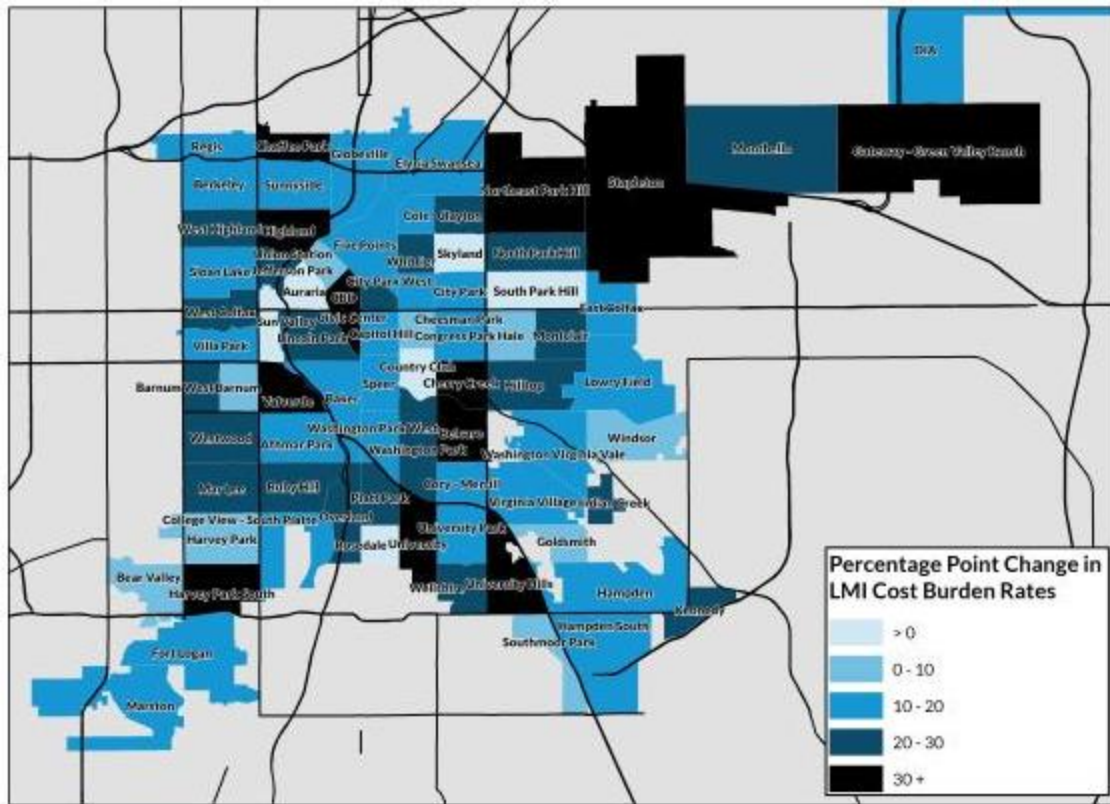 DIA
Regis
Chaffee Park
Globeville
Elyria Swansea
Montbello
Gateway - Green Valley Ranch
Berkeley
Sunnyside
Northeast Park Hill
Stapleton
West Highland
Highland
Cole
Clayton
Union Station
Five Points
Whittier
Skyland
North Park Hill
Sloan Lake
Jefferson Park
City Park West
Auraria
CBD
City Park
South Park Hill
West Colfax
East Colfax
Sun Valley
Civic Center
Cheesman Park
Lincoln Park
Capitol Hill
Congress Park
Hale
Montclair
Villa Park
Country Club
Barnum West
Barnum
Speer
Cherry Creek
Hilltop
Lowry Field
Valverde
Baker
Westwood
Athmar Park
Washington Park West
Belcaro
Windsor
Washington Park
Washington Virginia Vale
Mar Lee
Ruby Hill
Platt Park
Cory - Merrill
Virginia Village
Indian Creek
College View - South Platte
Overland
University Park
Harvey Park
Rosedale
University
Goldsmith
Bear Valley
Harvey Park South
Wellshire
University Hills
Hampden
Kennedy
Hampden South
Southmoor Park
Fort Logan
Marston
Percentage Point Change in
LMI Cost Burden Rates
> 0
0 - 10
10 - 20
20 - 30
30 +